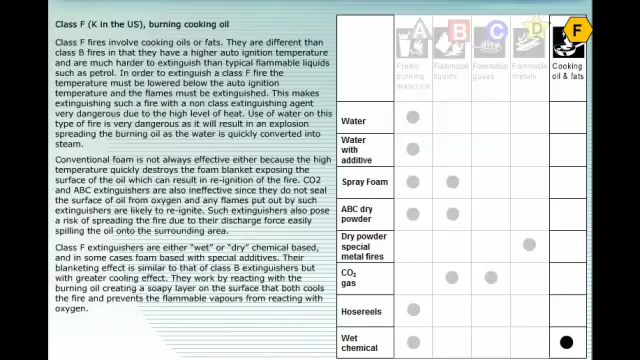 Class F (K in the US), burning cooking oil
Class F fires involve cooking oils or fats. They are different than
class B fires in that they have a higher auto ignition temperature
and are much harder to extinguish than typical flammable liquids
such as petrol. In order to extinguish a class F fire the
temperature must be lowered below the auto ignition
temperature and the flames must be extinguished. This makes
extinguishing such a fire with a non class extinguishing agent
very dangerous due to the high level of heat. Use of water on this
type of fire is very dangerous as it will result in an explosion
spreading the burning oil as the water is quickly converted into
steam.
Conventional foam is not always effective either because the high
temperature quickly destroys the foam blanket exposing the
surface of the oil which can result in re-ignition of the fire. CO2
and ABC extinguishers are also ineffective since they do not seal
the surface of oil from oxygen and any flames put out by such
extinguishers are likely to re-ignite. Such extinguishers also pose
a risk of spreading the fire due to their discharge force easily
spilling the oil onto the surrounding area.
Class F extinguishers are either "wet" or "dry" chemical based,
and in some cases foam based with special additives. Their
blanketing effect is similar to that of class B extinguishers but
with greater cooling effect. They work by reacting with the
burning oil creating a soapy layer on the surface that both cools
the fire and prevents the flammable vapours from reacting with
oxygen.
A B C D F
Free burning materials
Flammable liquids
Flammable gases
Flammable metals
Cooking oil & fats
Water
Water
with
additive
Spray Foam
ABC dry
powder
Dry powder
special
metal fires
CO2
gas
Hosereels
Wet
chemical